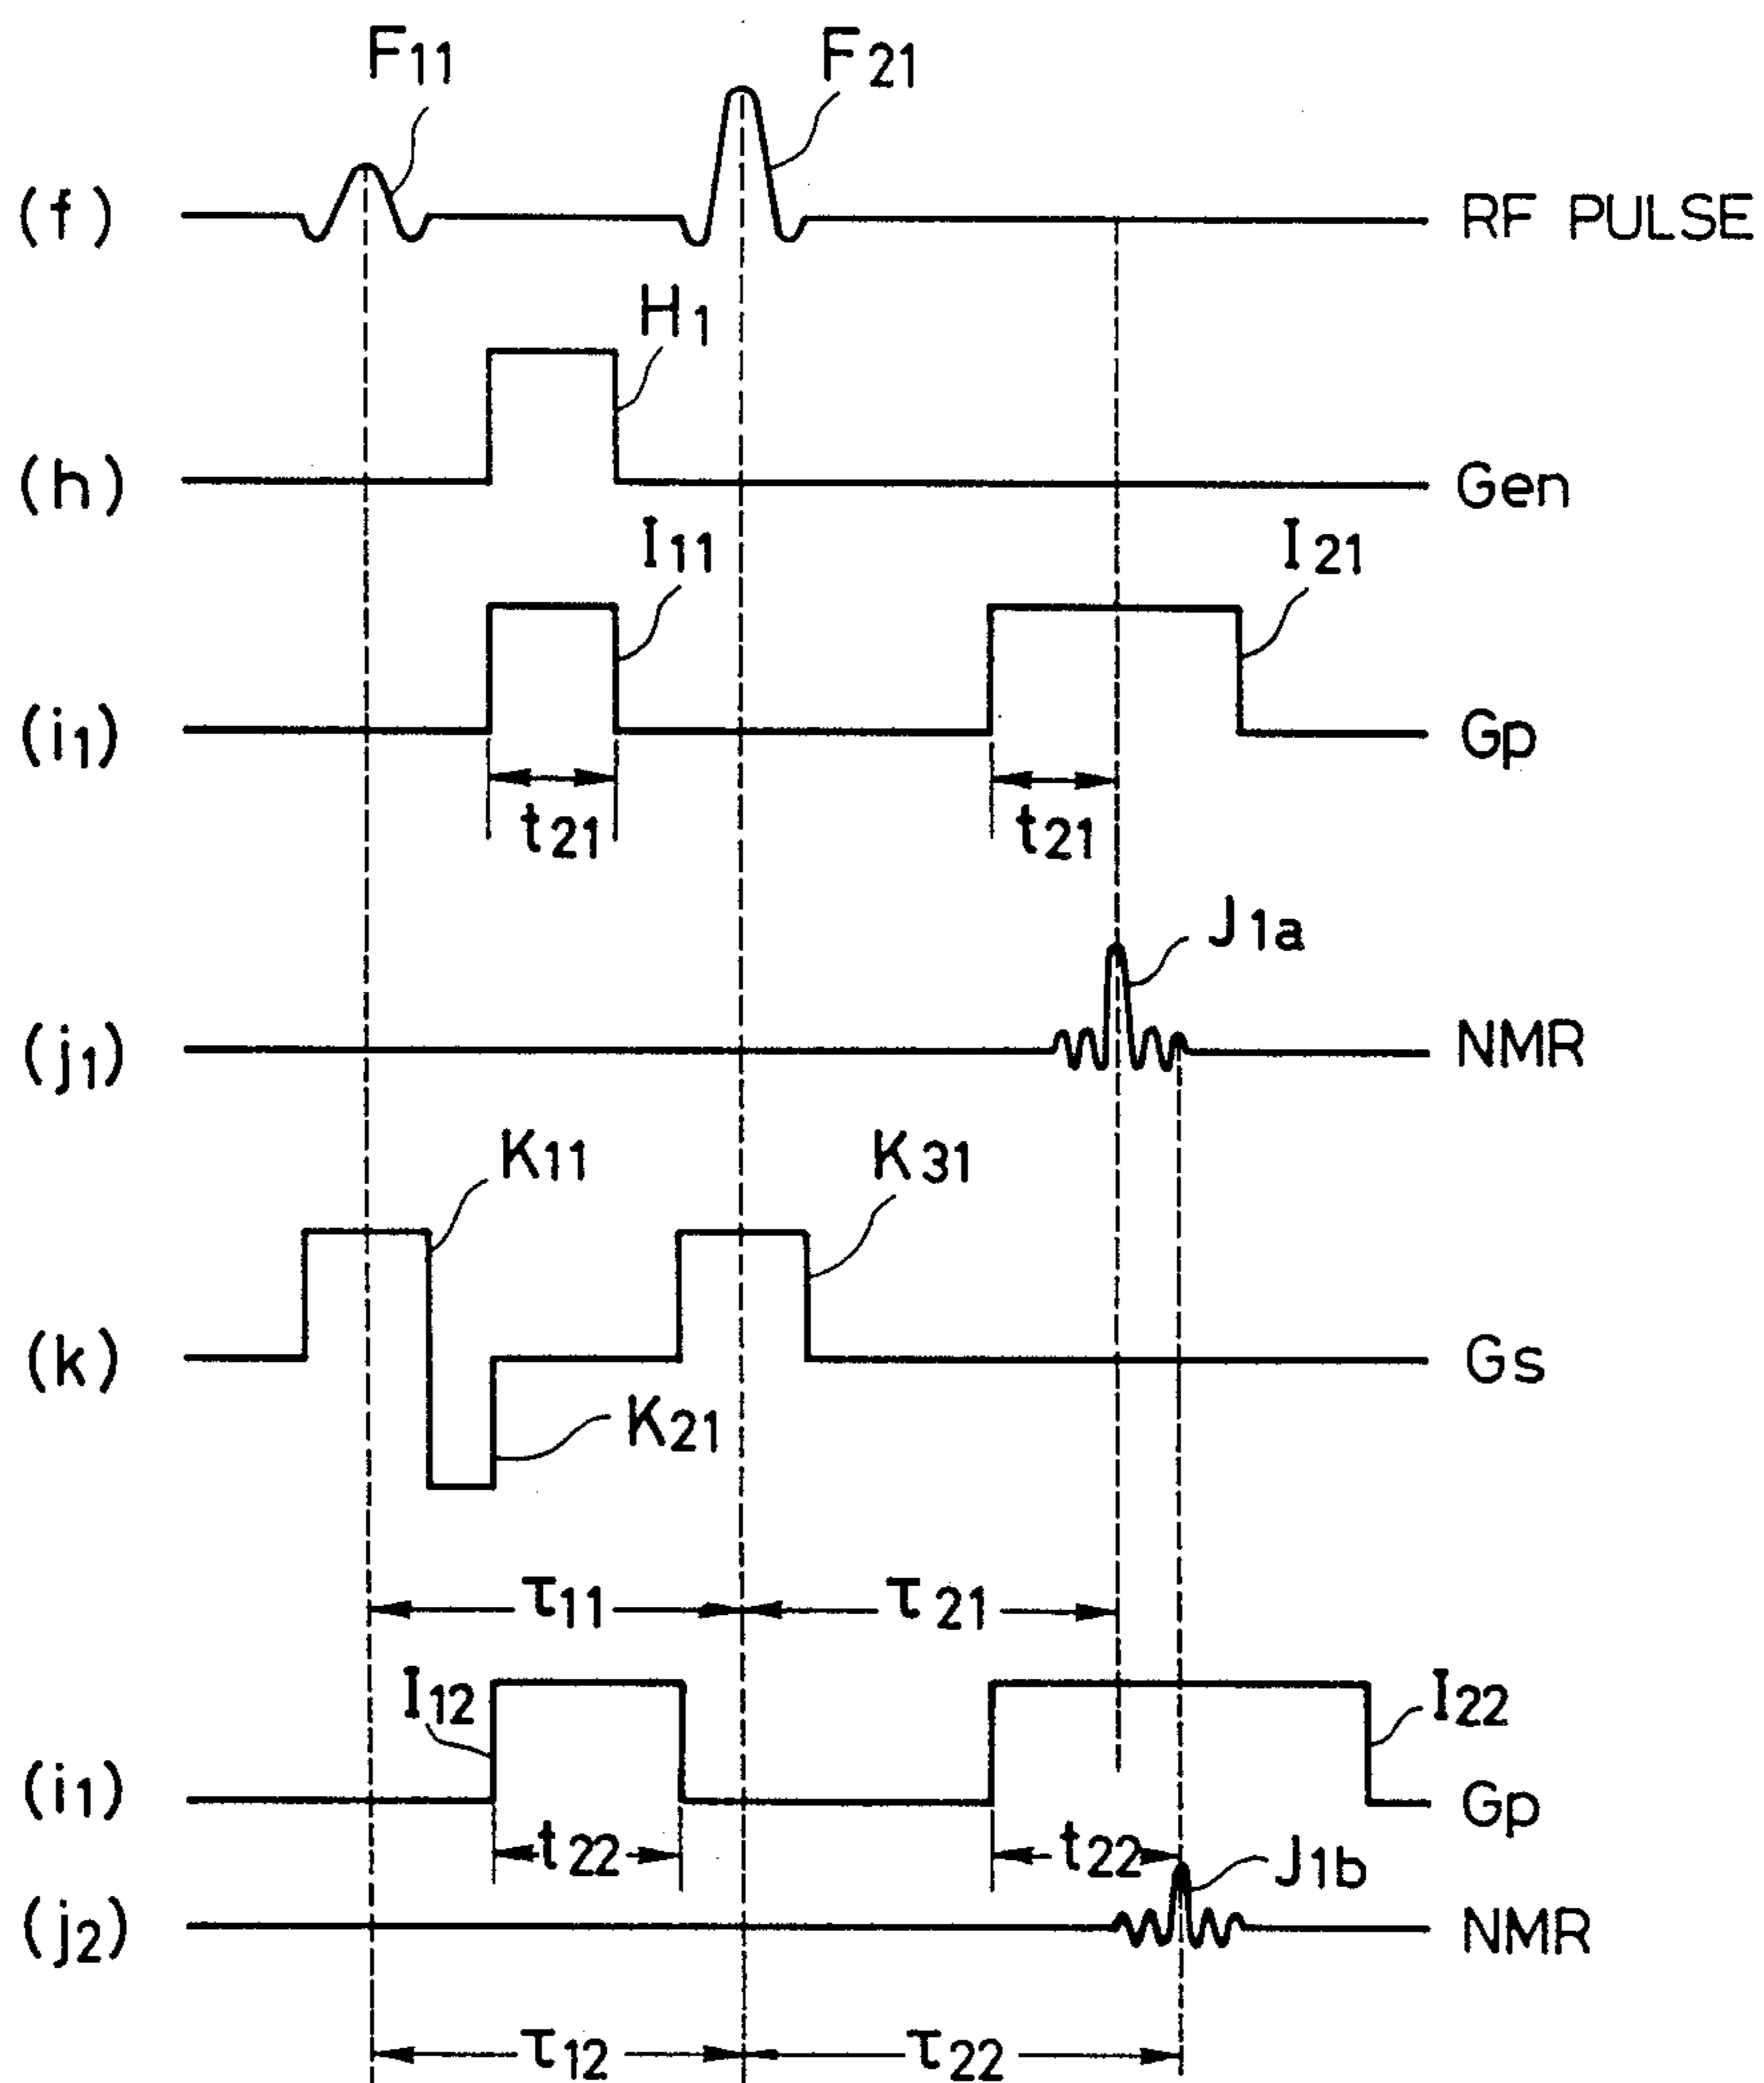 F11 F21
(f) RF PULSE
H1
(h) Gen
I11 I21
(i1) Gp
t21 t21
J1a
(j1) NMR
K11 K31
(k) Gs
K21
τ11 τ21
I12 I22
(i1) Gp
t22 t22 J1b
(j2) NMR
τ12 τ22